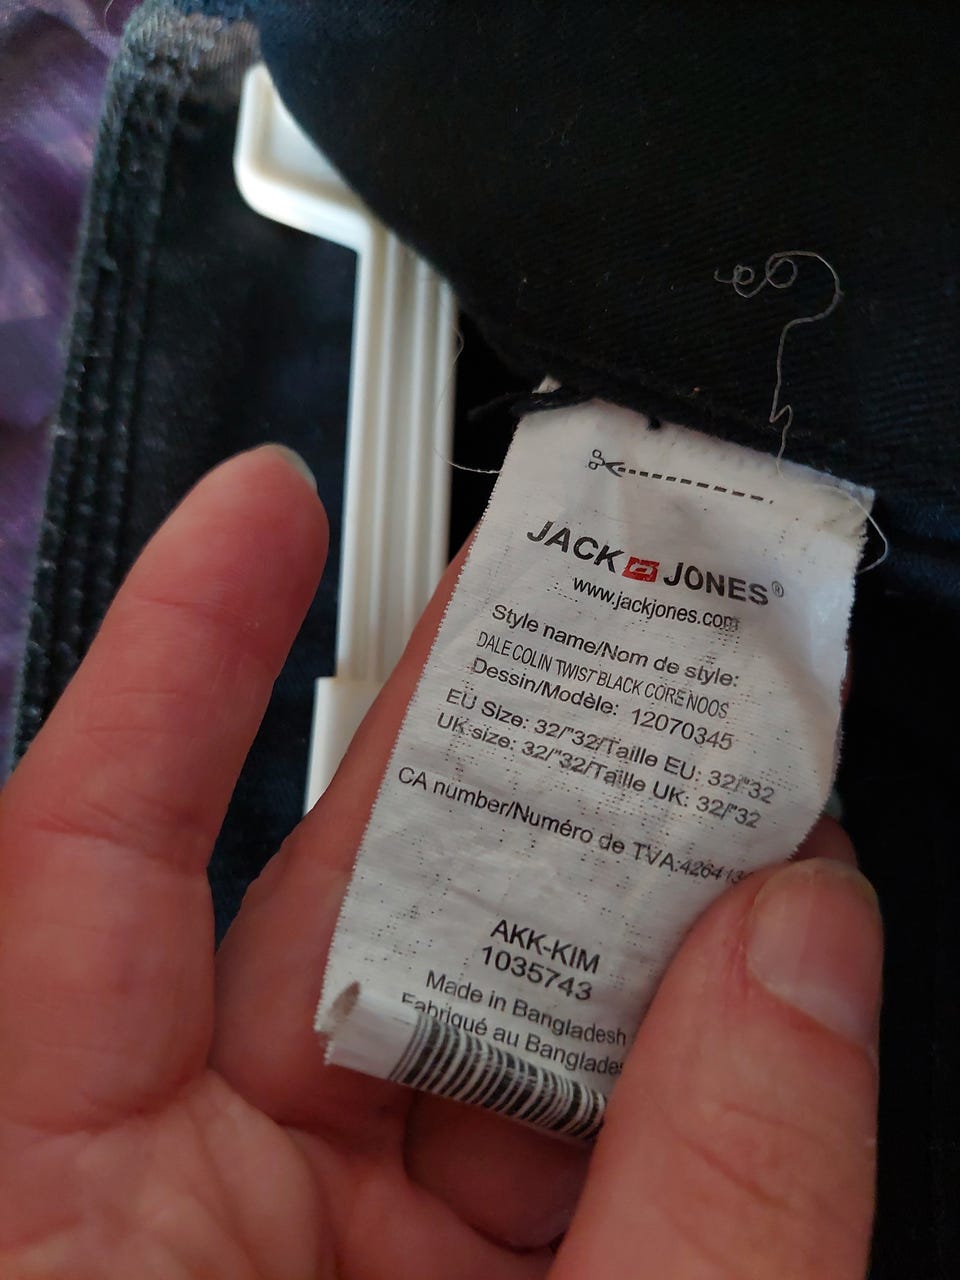 JACK JONES®
www.jackjones.com
Style name/Nom de style:
DALE COLIN TWIST BLACK CORE NOOS
Dessin/Modèle: 12070345
EU Size: 32/"32/Taille EU: 32/"32
UK size: 32/"32/Taille UK: 32/"32
CA number/Numéro de TVA:
AKK-KIM
1035743
Made in Bangladesh
Fabriqué au